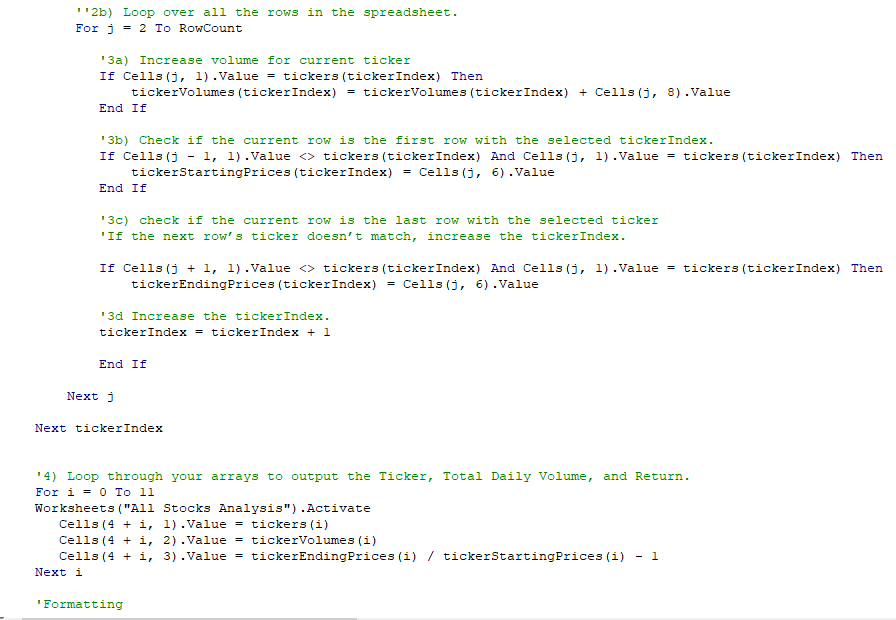 ''2b) Loop over all the rows in the spreadsheet.
For j = 2 To RowCount
'3a) Increase volume for current ticker
If Cells(j, 1).Value = tickers(tickerIndex) Then
tickerVolumes(tickerIndex) = tickerVolumes(tickerIndex) + Cells(j, 8).Value
End If
'3b) Check if the current row is the first row with the selected tickerIndex.
If Cells(j - 1, 1).Value <> tickers(tickerIndex) And Cells(j, 1).Value = tickers(tickerIndex) Then
tickerStartingPrices(tickerIndex) = Cells(j, 6).Value
End If
'3c) check if the current row is the last row with the selected ticker
'If the next row’s ticker doesn’t match, increase the tickerIndex.
If Cells(j + 1, 1).Value <> tickers(tickerIndex) And Cells(j, 1).Value = tickers(tickerIndex) Then
tickerEndingPrices(tickerIndex) = Cells(j, 6).Value
'3d Increase the tickerIndex.
tickerIndex = tickerIndex + 1
End If
Next j
Next tickerIndex
'4) Loop through your arrays to output the Ticker, Total Daily Volume, and Return.
For i = 0 To 11
Worksheets("All Stocks Analysis").Activate
Cells(4 + i, 1).Value = tickers(i)
Cells(4 + i, 2).Value = tickerVolumes(i)
Cells(4 + i, 3).Value = tickerEndingPrices(i) / tickerStartingPrices(i) - 1
Next i
'Formatting